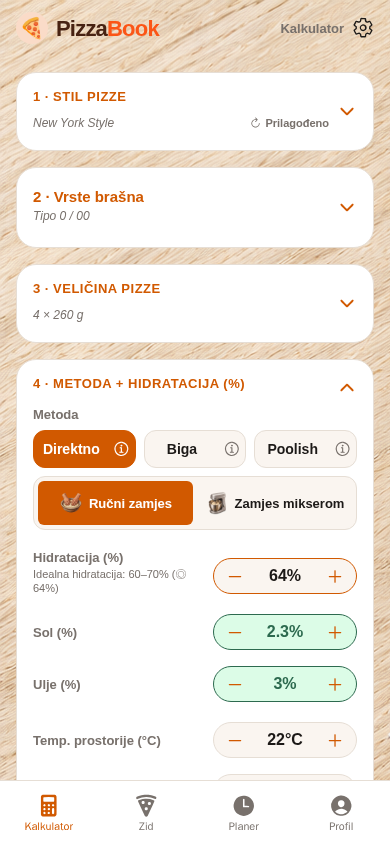 PizzaBook
Kalkulator
1 · STIL PIZZE
New York Style
Prilagođeno
2 · Vrste brašna
Tipo 0 / 00
3 · VELIČINA PIZZE
4 × 260 g
4 · METODA + HIDRATACIJA (%)
Metoda
Direktno
Biga
Poolish
Ručni zamjes
Zamjes mikserom
Hidratacija (%)
Idealna hidratacija: 60–70% (◎
64%)
− 64% +
Sol (%)
− 2.3% +
Ulje (%)
− 3% +
Temp. prostorije (°C)
− 22°C +
Kalkulator
Zid
Planer
Profil